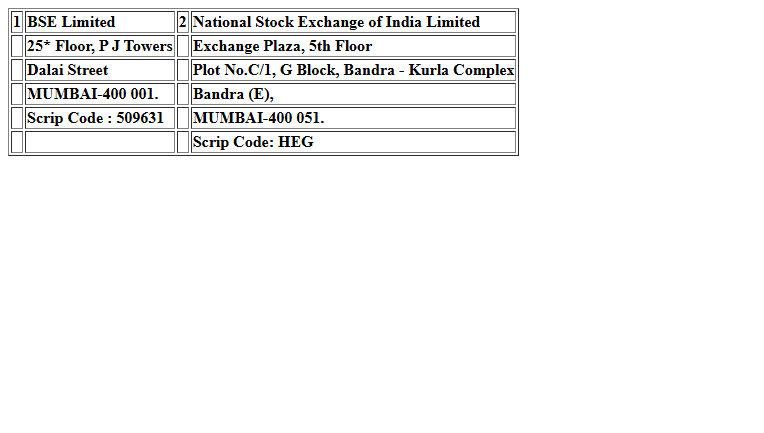 1 BSE Limited 2 National Stock Exchange of India Limited
25* Floor, P J Towers Exchange Plaza, 5th Floor
Dalai Street Plot No.C/1, G Block, Bandra - Kurla Complex
MUMBAI-400 001. Bandra (E),
Scrip Code : 509631 MUMBAI-400 051.
Scrip Code: HEG